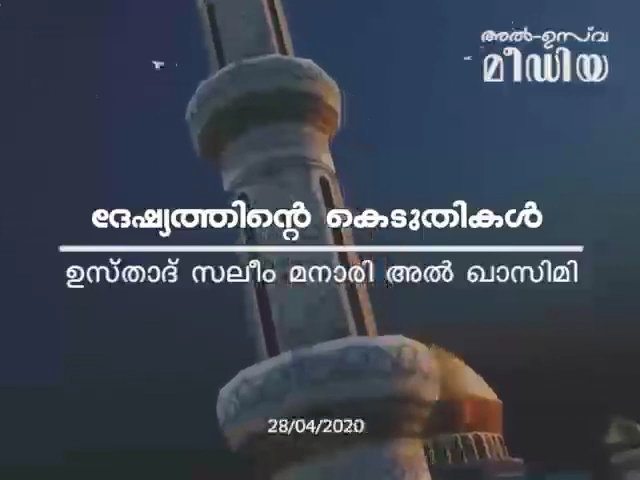 അൽ-ഉസ്‌വ
മീഡിയ
ദേഷ്യത്തിന്റെ കെടുതികൾ
ഉസ്താദ് സലീം മനാരി അൽ ഖാസിമി
28/04/2020